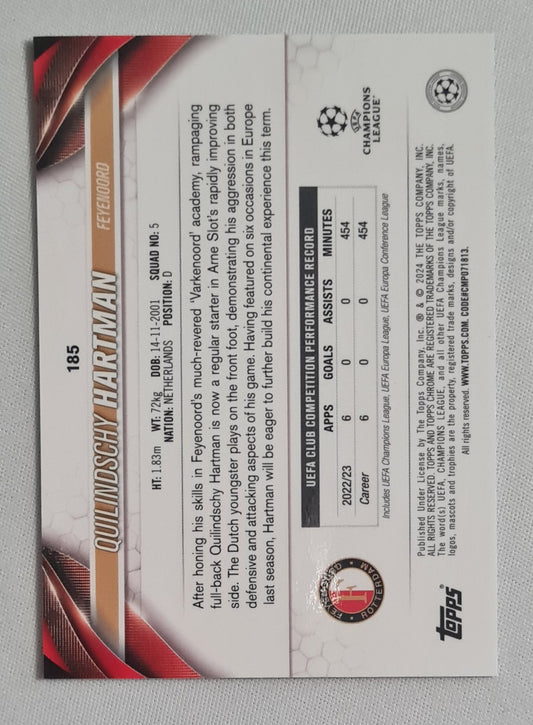 185
QUILINDSCHY HARTMAN
FEYENOORD
HT: 1.83m WT: 72kg DOB: 14-11-2001 SQUAD NO: 5
NATION: NETHERLANDS POSITION: D
After honing his skills in Feyenoord's much-revered 'Varkenoord' academy, rampaging
full-back Quilindschy Hartman is now a regular starter in Arne Slot's rapidly improving
side. The Dutch youngster plays on the front foot, demonstrating his aggression in both
defensive and attacking aspects of his game. Having featured on six occasions in Europe
last season, Hartman will be eager to further build his continental experience this term.
UEFA CLUB COMPETITION PERFORMANCE RECORD
APPS GOALS ASSISTS MINUTES
2022/23 6 0 0 454
Career 6 0 0 454
Includes UEFA Champions League, UEFA Europa League, UEFA Europa Conference League
UEFA
CHAMPIONS
LEAGUE
FEYENOORD
ROTTERDAM
topps
Published Under License by The Topps Company, Inc. ® & © 2024 THE TOPPS COMPANY, INC.
ALL RIGHTS RESERVED. TOPPS AND TOPPS CHROME ARE REGISTERED TRADEMARKS OF THE TOPPS COMPANY, INC.
The word(s) UEFA, CHAMPIONS LEAGUE, and all other UEFA Champions League marks, names,
logos, mascots and trophies are the property, registered trade marks, designs and/or copyright of UEFA.
All rights reserved. WWW.TOPPS.COM. CODE#CMP071813.